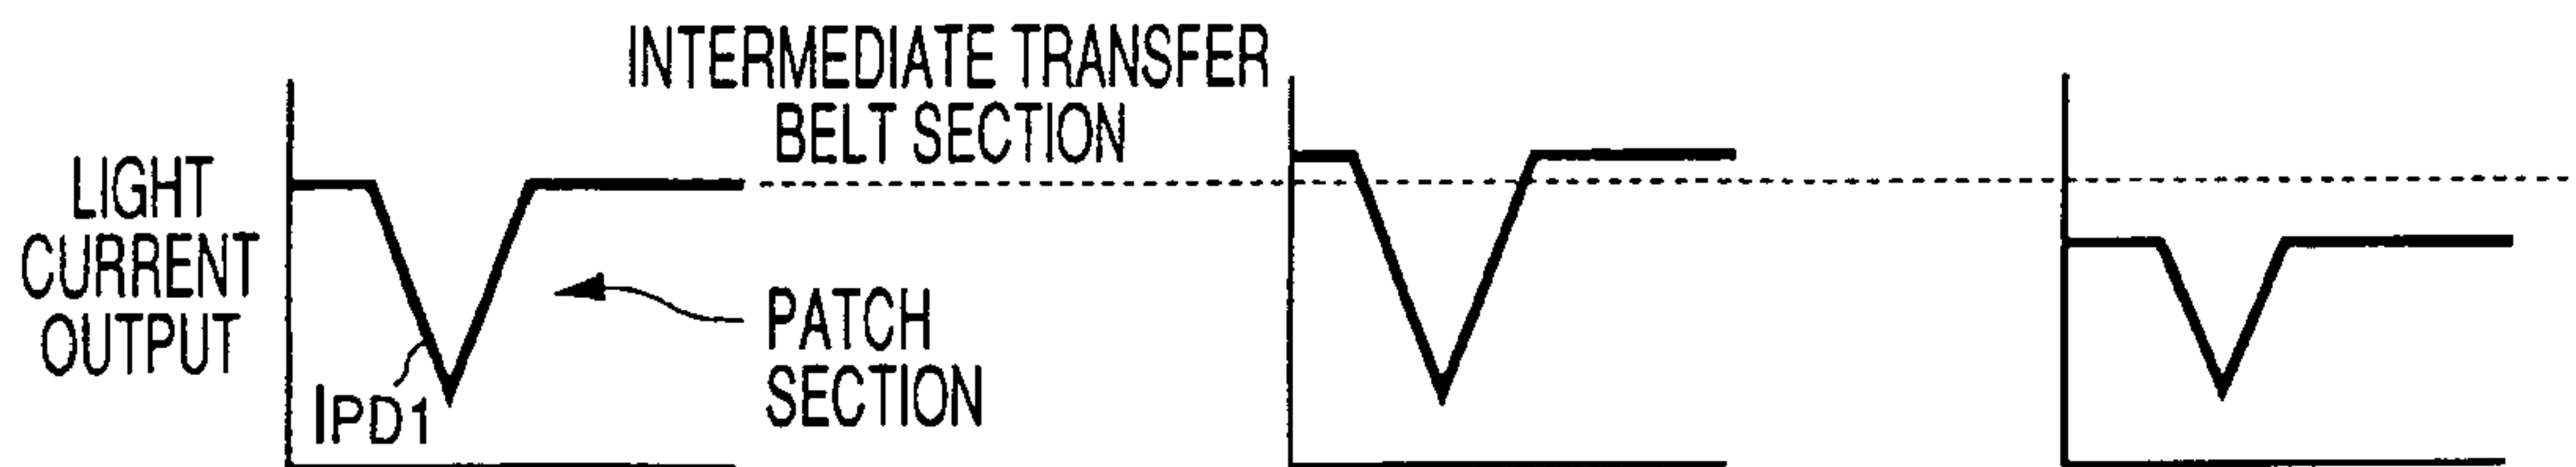 INTERMEDIATE TRANSFER
BELT SECTION
LIGHT
CURRENT
OUTPUT
PATCH
SECTION
IPD1